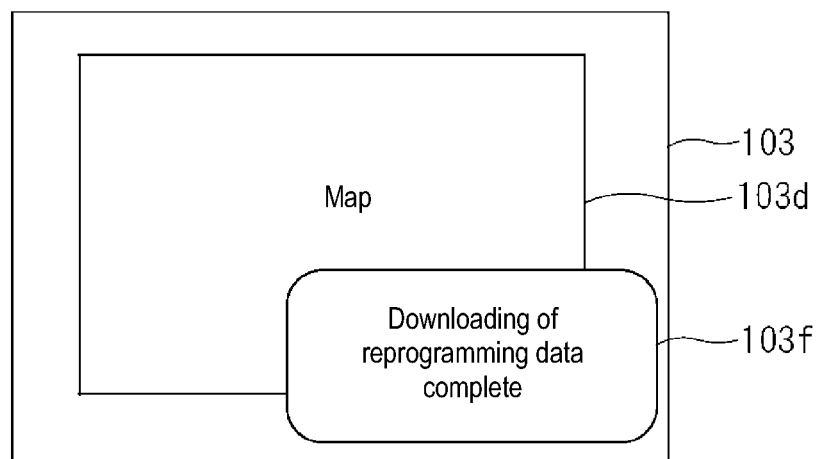 103
Map
103d
Downloading of
reprogramming data
complete
103f